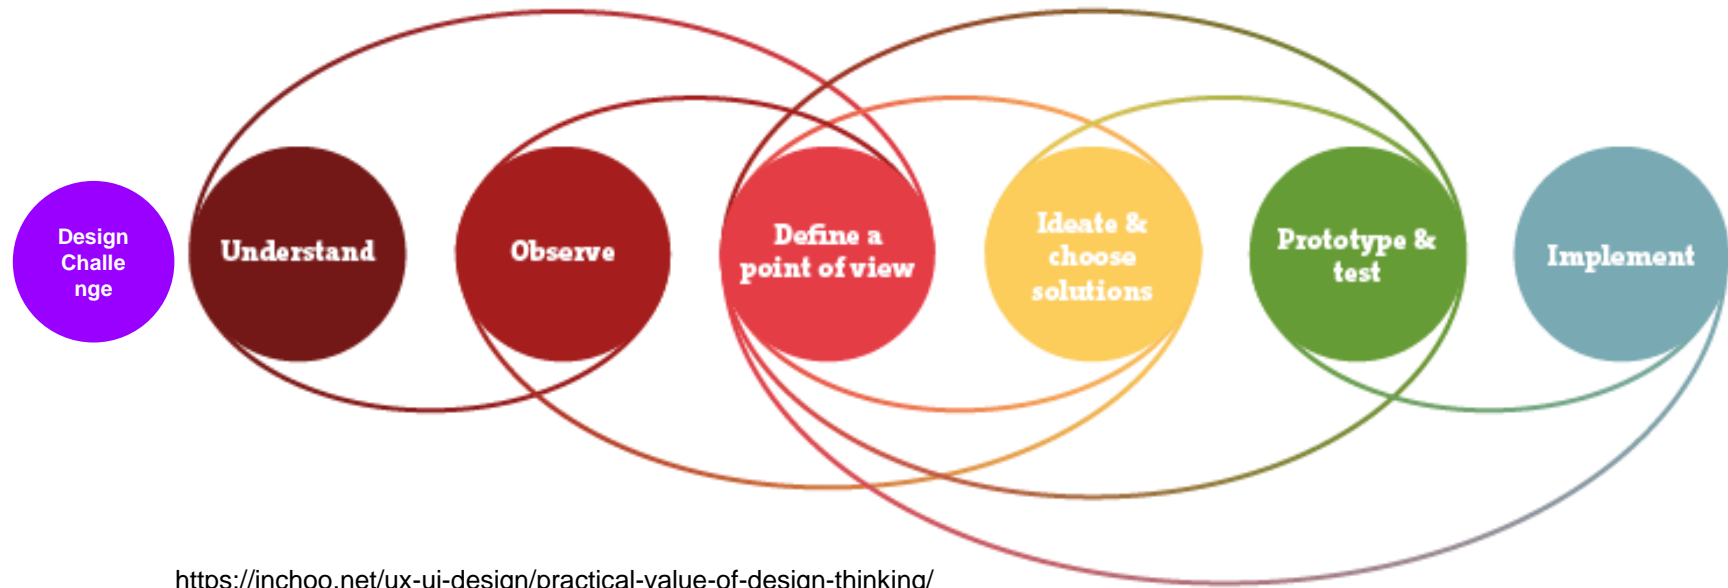 Design
Challe
nge
Understand
Observe
Define a
point of view
Ideate &
choose
solutions
Prototype &
test
Implement
https://inchoo.net/ux-ui-design/practical-value-of-design-thinking/